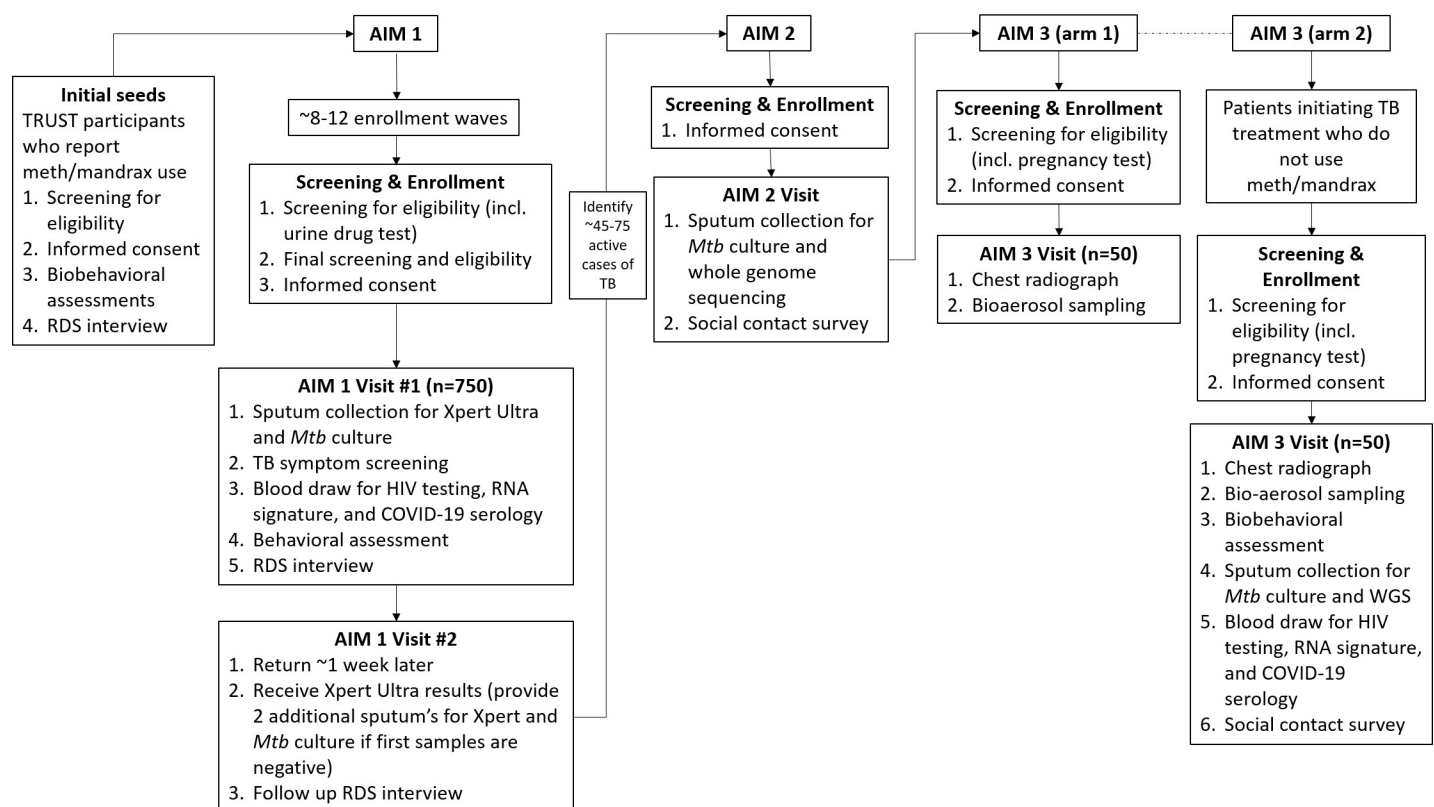 Initial seeds
TRUST participants
who report
meth/mandrax use
1. Screening for
eligibility
2. Informed consent
3. Biobehavioral
assessments
4. RDS interview
AIM 1
~8-12 enrollment waves
Screening & Enrollment
1. Screening for eligibility (incl.
urine drug test)
2. Final screening and eligibility
3. Informed consent
AIM 1 Visit #1 (n=750)
1. Sputum collection for Xpert Ultra
and Mtb culture
2. TB symptom screening
3. Blood draw for HIV testing, RNA
signature, and COVID-19 serology
4. Behavioral assessment
5. RDS interview
AIM 1 Visit #2
1. Return ~1 week later
2. Receive Xpert Ultra results (provide
2 additional sputum's for Xpert and
Mtb culture if first samples are
negative)
3. Follow up RDS interview
Identify
~45-75
active
cases of
TB
AIM 2
Screening & Enrollment
1. Informed consent
AIM 2 Visit
1. Sputum collection for
Mtb culture and
whole genome
sequencing
2. Social contact survey
AIM 3 (arm 1)
Screening & Enrollment
1. Screening for eligibility
(incl. pregnancy test)
2. Informed consent
AIM 3 Visit (n=50)
1. Chest radiograph
2. Bioaerosol sampling
AIM 3 (arm 2)
Patients initiating TB
treatment who do
not use
meth/mandrax
Screening &
Enrollment
1. Screening for
eligibility (incl.
pregnancy test)
2. Informed consent
AIM 3 Visit (n=50)
1. Chest radiograph
2. Bio-aerosol sampling
3. Biobehavioral
assessment
4. Sputum collection for
Mtb culture and WGS
5. Blood draw for HIV
testing, RNA signature,
and COVID-19
serology
6. Social contact survey